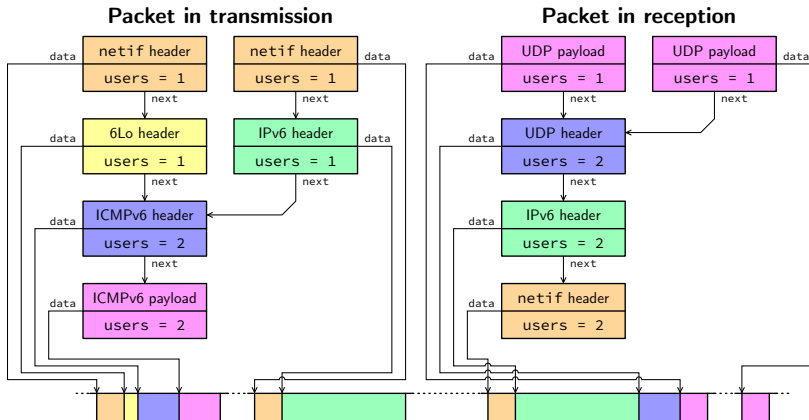 Packet in transmission
Packet in reception
data
netif header
users = 1
next
netif header
users = 1
next
data
data
6Lo header
users = 1
next
IPv6 header
users = 1
next
data
data
ICMPv6 header
users = 2
next
data
ICMPv6 payload
users = 2
data
UDP payload
users = 1
next
UDP payload
users = 1
next
data
data
UDP header
users = 2
next
data
IPv6 header
users = 2
next
data
netif header
users = 2